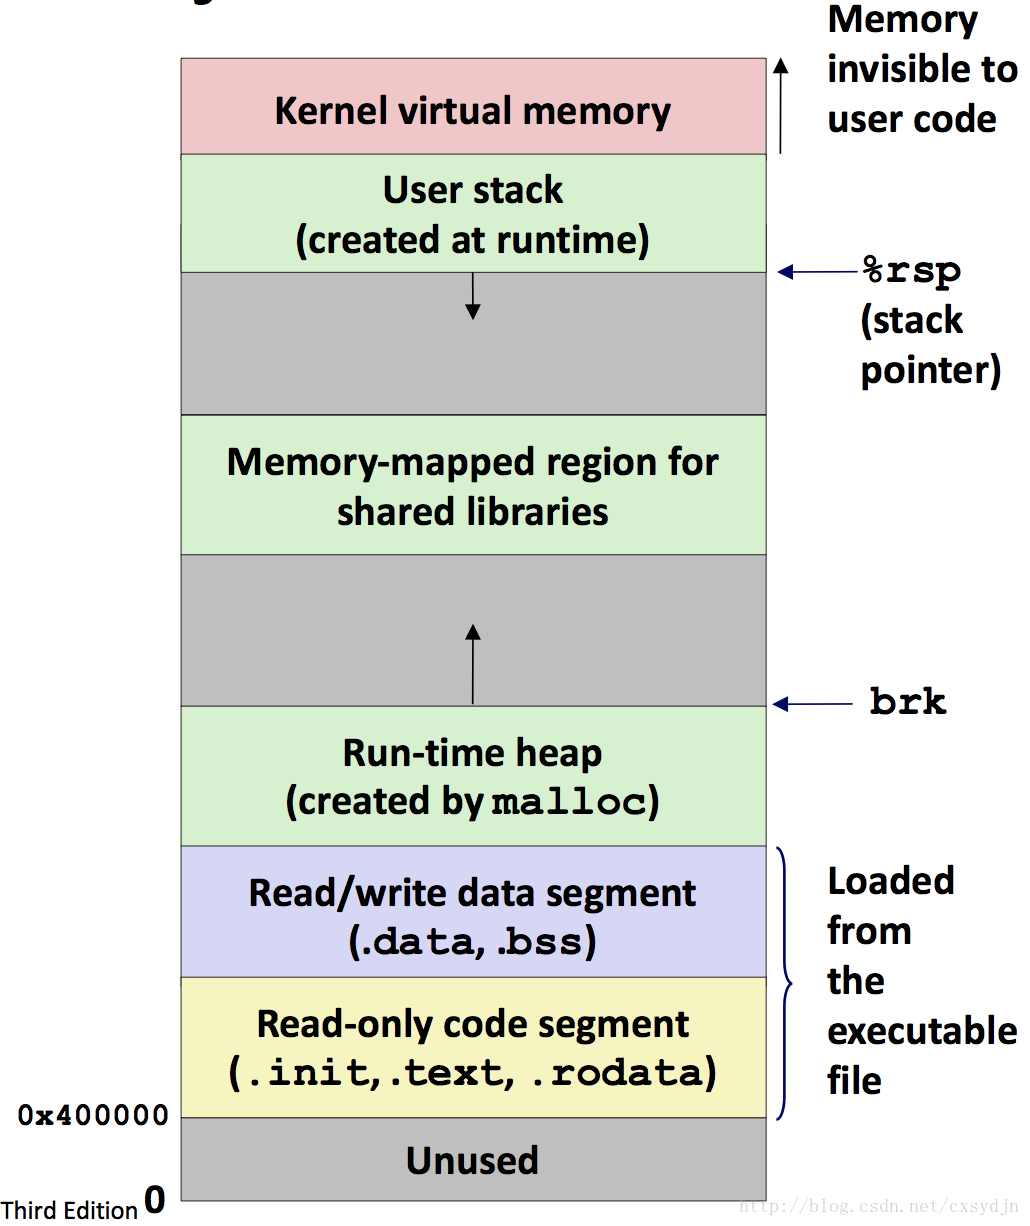 Memory
invisible to
user code
Kernel virtual memory
User stack
(created at runtime)
%rsp
(stack
pointer)
Memory-mapped region for
shared libraries
brk
Run-time heap
(created by malloc)
Read/write data segment
(.data, .bss)
Loaded
from
the
executable
file
Read-only code segment
(.init, .text, .rodata)
0x400000
Unused
0
Third Edition
http://blog.csdn.net/cxsydjn